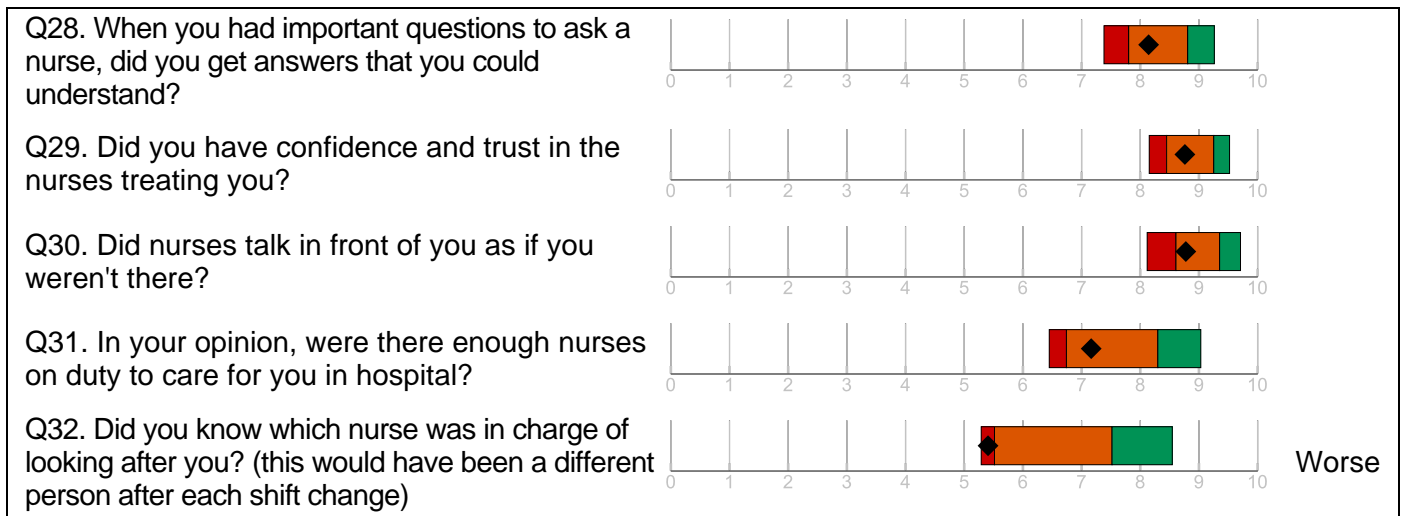 Q28. When you had important questions to ask a
nurse, did you get answers that you could
understand?
0 1 2 3 4 5 6 7 8 9 10
Q29. Did you have confidence and trust in the
nurses treating you?
0 1 2 3 4 5 6 7 8 9 10
Q30. Did nurses talk in front of you as if you
weren't there?
0 1 2 3 4 5 6 7 8 9 10
Q31. In your opinion, were there enough nurses
on duty to care for you in hospital?
0 1 2 3 4 5 6 7 8 9 10
Q32. Did you know which nurse was in charge of
looking after you? (this would have been a different
person after each shift change)
0 1 2 3 4 5 6 7 8 9 10
Worse